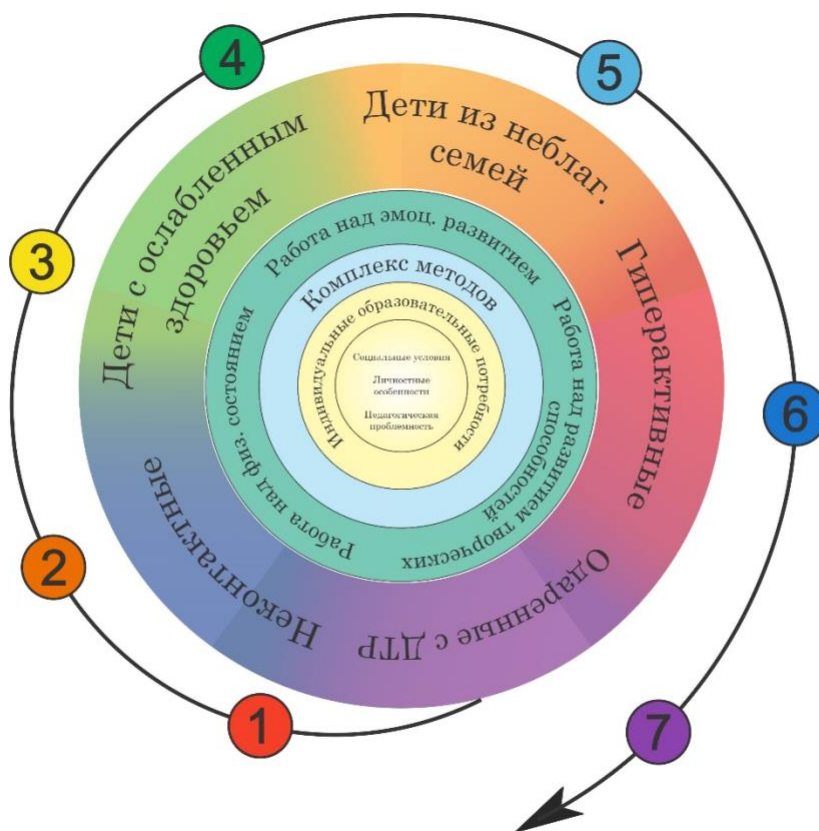 4
5
3
6
2
1
7
Дети с ослабленным
здоровьем
Дети из неблаг.
семей
Гиперактивные
Одаренные с ДТР
Неконтактные
Работа над эмоц. развитием
Работа над развитием творческих
способностей
Работа над физ. состоянием
Комплекс методов
Индивидуальные образовательные потребности
Социальные условия
Личностные
особенности
Педагогическая
проблемность